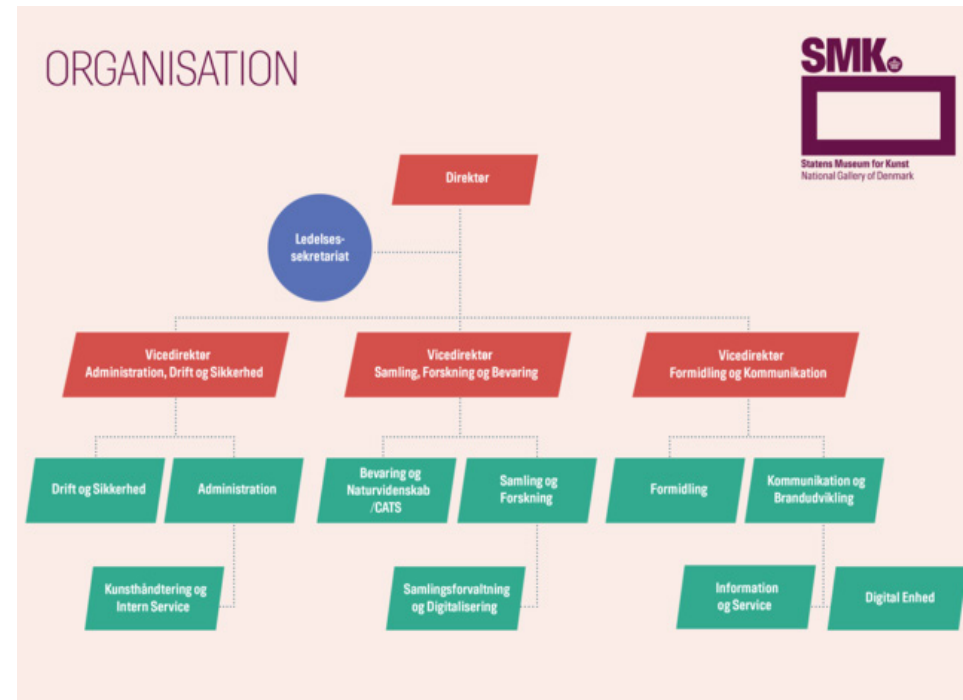 ORGANISATION
SMK.
Statens Museum for Kunst
National Gallery of Denmark
Direktør
Ledelses-
sekretariat
Vicedirektør
Administration, Drift og Sikkerhed
Vicedirektør
Samling, Forskning og Bevaring
Vicedirektør
Formidling og Kommunikation
Drift og Sikkerhed
Administration
Bevaring og
Naturvidenskab
/CATS
Samling og
Forskning
Formidling
Kommunikation og
Brandudvikling
Kunsthåndtering og
Intern Service
Samlingsforvaltning
og Digitalisering
Information
og Service
Digital Enhed